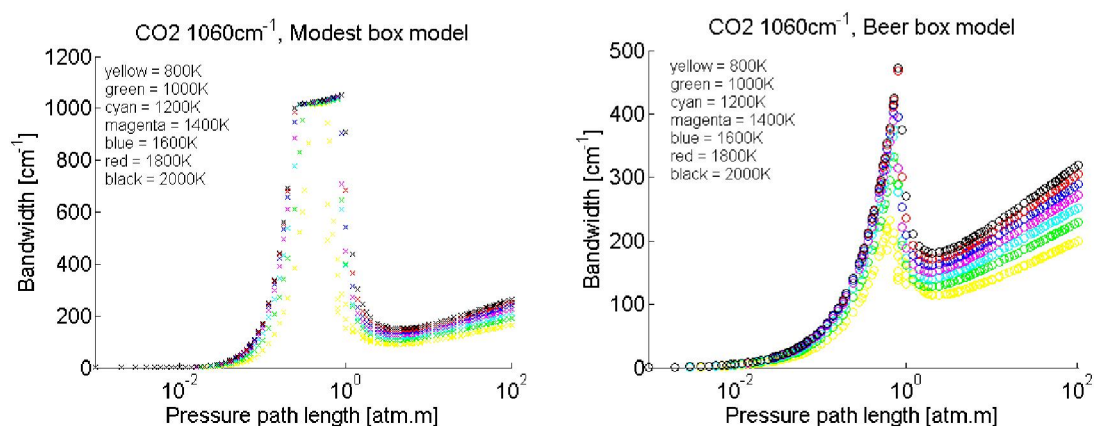 CO2 1060cm⁻¹, Modest box model
1200
1000
800
600
400
200
0
Bandwidth [cm⁻¹]
yellow = 800K
green = 1000K
cyan = 1200K
magenta = 1400K
blue = 1600K
red = 1800K
black = 2000K
10⁻²
10⁰
10²
Pressure path length [atm.m]
CO2 1060cm⁻¹, Beer box model
500
400
300
200
100
0
Bandwidth [cm⁻¹]
yellow = 800K
green = 1000K
cyan = 1200K
magenta = 1400K
blue = 1600K
red = 1800K
black = 2000K
10⁻²
10⁰
10²
Pressure path length [atm.m]